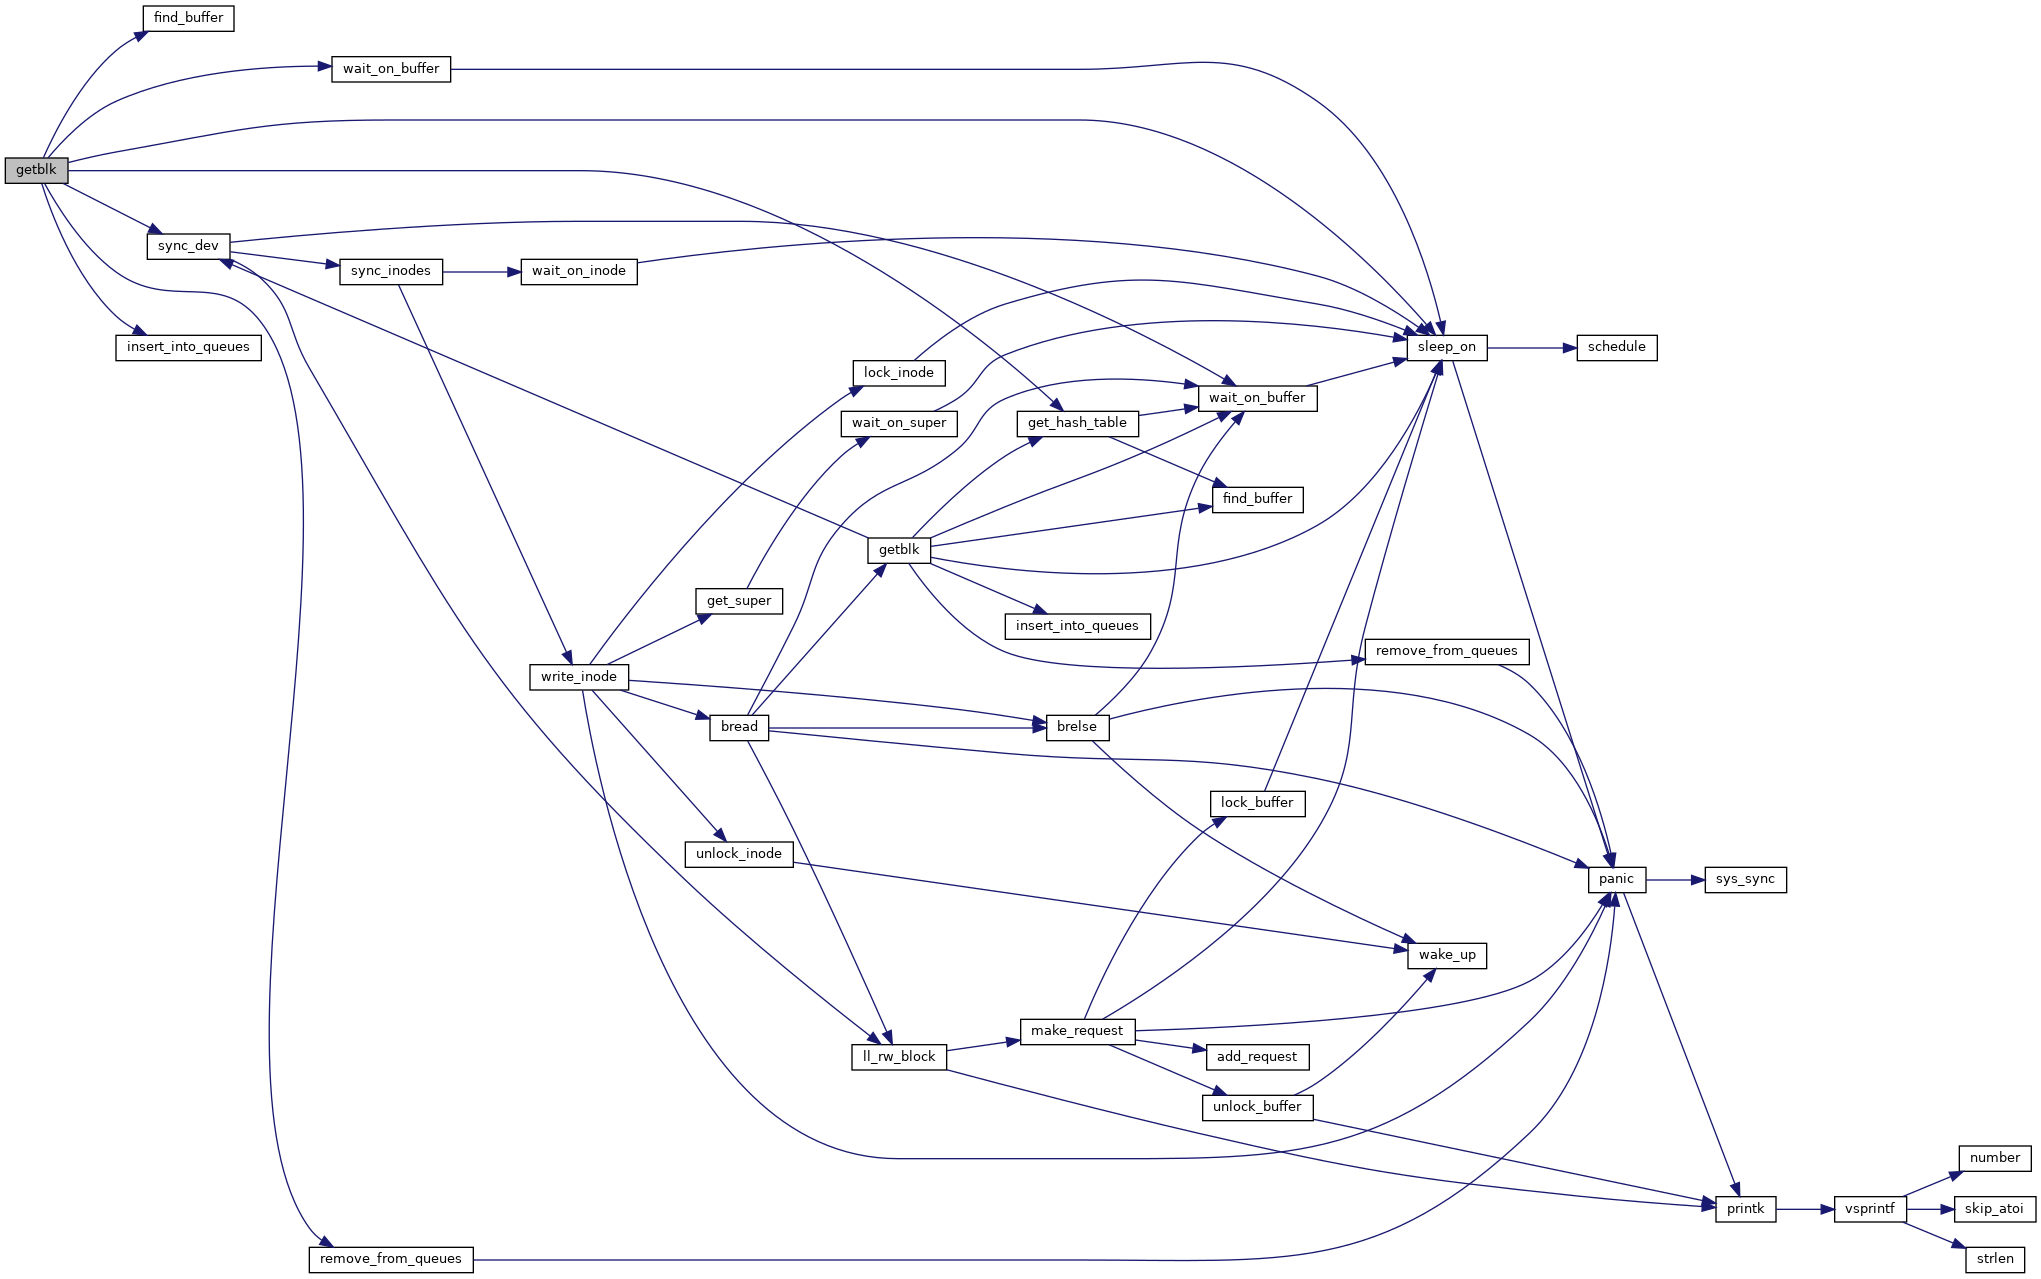 find_buffer
wait_on_buffer
getblk
sync_dev
sync_inodes
wait_on_inode
insert_into_queues
sleep_on
schedule
lock_inode
wait_on_buffer
wait_on_super
get_hash_table
find_buffer
getblk
get_super
insert_into_queues
remove_from_queues
write_inode
bread
brelse
lock_buffer
unlock_inode
panic
sys_sync
wake_up
make_request
ll_rw_block
add_request
unlock_buffer
number
printk
vsprintf
skip_atoi
remove_from_queues
strlen